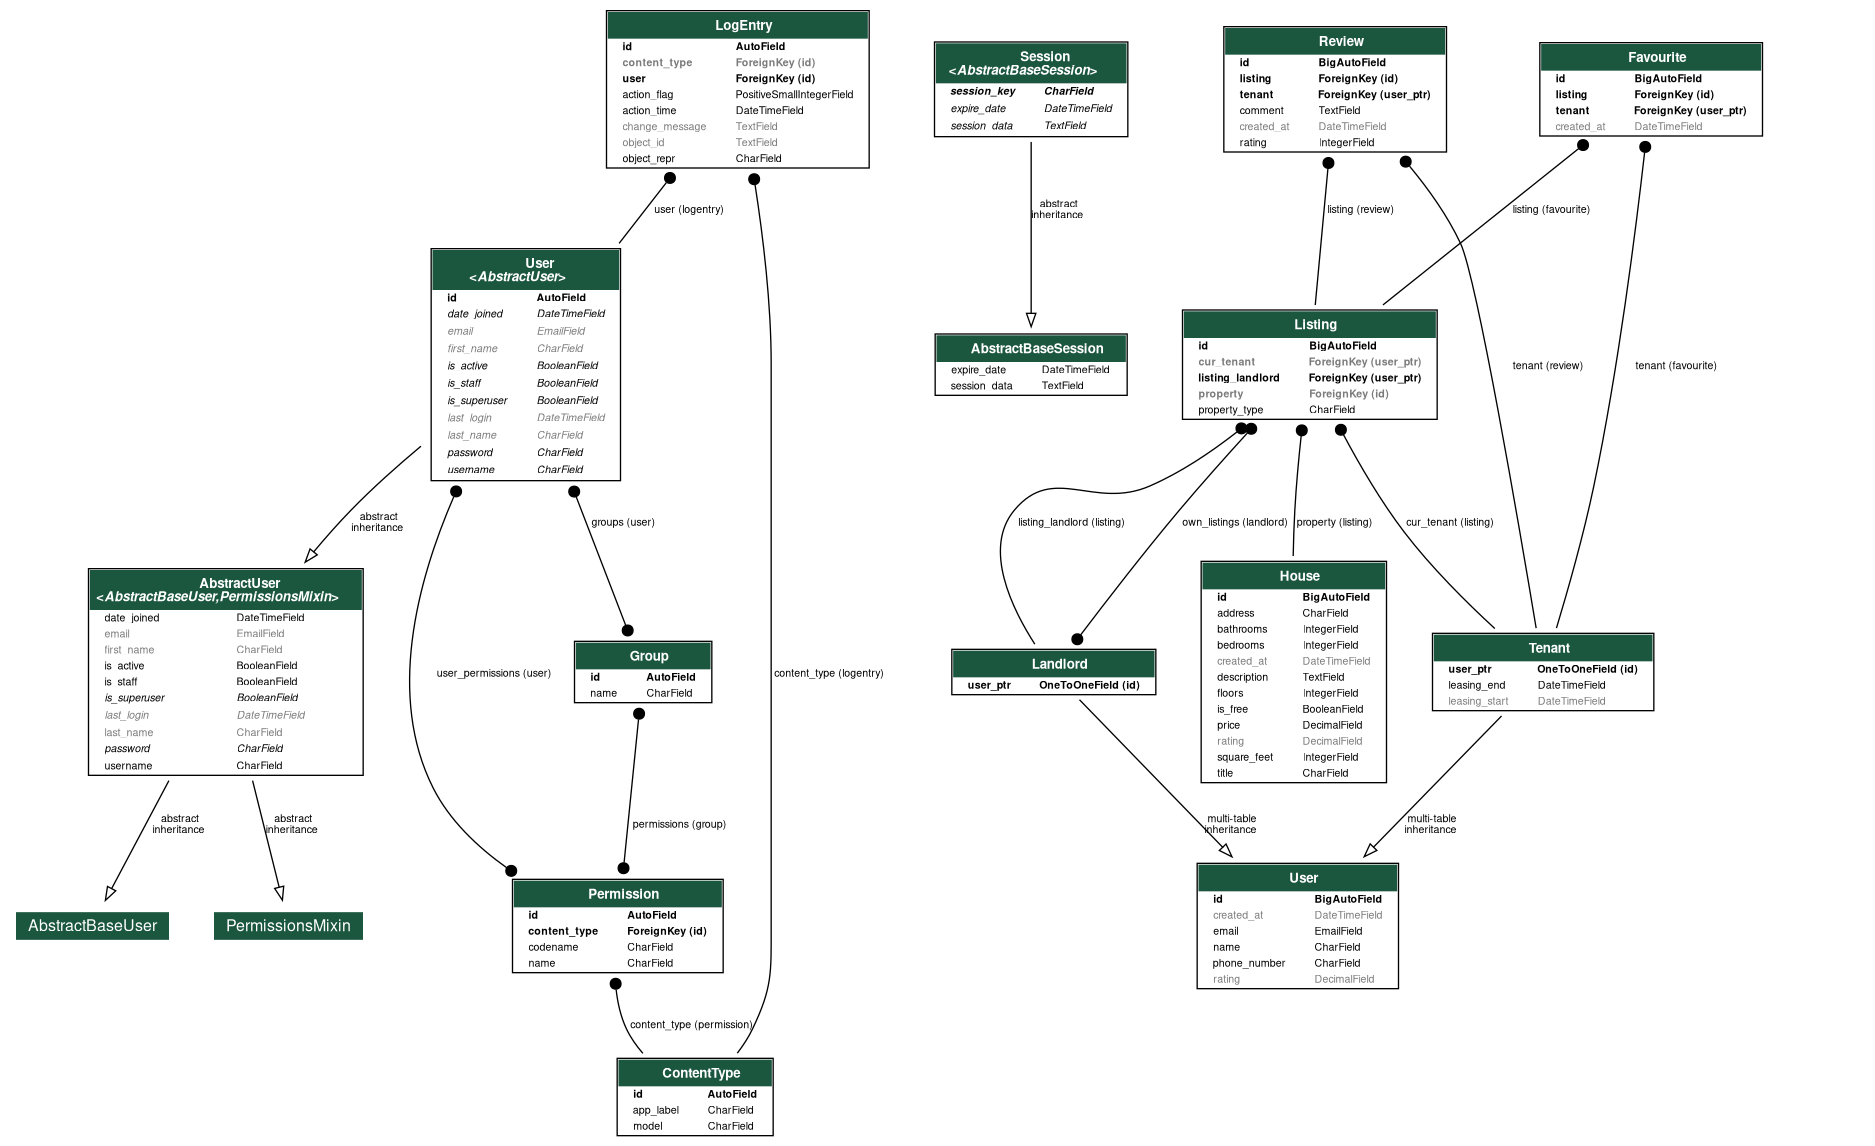 LogEntry
id AutoField
content_type ForeignKey (id)
user ForeignKey (id)
action_flag PositiveSmallIntegerField
action_time DateTimeField
change_message TextField
object_id TextField
object_repr CharField
user (logentry)
User
<AbstractUser>
id AutoField
date_joined DateTimeField
email EmailField
first_name CharField
is_active BooleanField
is_staff BooleanField
is_superuser BooleanField
last_login DateTimeField
last_name CharField
password CharField
username CharField
abstract
inheritance
groups (user)
AbstractUser
<AbstractBaseUser,PermissionsMixin>
date_joined DateTimeField
email EmailField
first_name CharField
is_active BooleanField
is_staff BooleanField
is_superuser BooleanField
last_login DateTimeField
last_name CharField
password CharField
username CharField
user_permissions (user)
Group
id AutoField
name CharField
content_type (logentry)
abstract
inheritance
abstract
inheritance
permissions (group)
AbstractBaseUser
PermissionsMixin
Permission
id AutoField
content_type ForeignKey (id)
codename CharField
name CharField
content_type (permission)
ContentType
id AutoField
app_label CharField
model CharField
Session
<AbstractBaseSession>
session_key CharField
expire_date DateTimeField
session_data TextField
abstract
inheritance
AbstractBaseSession
expire_date DateTimeField
session_data TextField
Review
id BigAutoField
listing ForeignKey (id)
tenant ForeignKey (user_ptr)
comment TextField
created_at DateTimeField
rating IntegerField
Favourite
id BigAutoField
listing ForeignKey (id)
tenant ForeignKey (user_ptr)
created_at DateTimeField
listing (review)
listing (favourite)
Listing
id BigAutoField
cur_tenant ForeignKey (user_ptr)
listing_landlord ForeignKey (user_ptr)
property ForeignKey (id)
property_type CharField
tenant (review)
tenant (favourite)
listing_landlord (listing)
own_listings (landlord)
property (listing)
cur_tenant (listing)
House
id BigAutoField
address CharField
bathrooms IntegerField
bedrooms IntegerField
created_at DateTimeField
description TextField
floors IntegerField
is_free BooleanField
price DecimalField
rating DecimalField
square_feet IntegerField
title CharField
Landlord
user_ptr OneToOneField (id)
Tenant
user_ptr OneToOneField (id)
leasing_end DateTimeField
leasing_start DateTimeField
multi-table
inheritance
multi-table
inheritance
User
id BigAutoField
created_at DateTimeField
email EmailField
name CharField
phone_number CharField
rating DecimalField